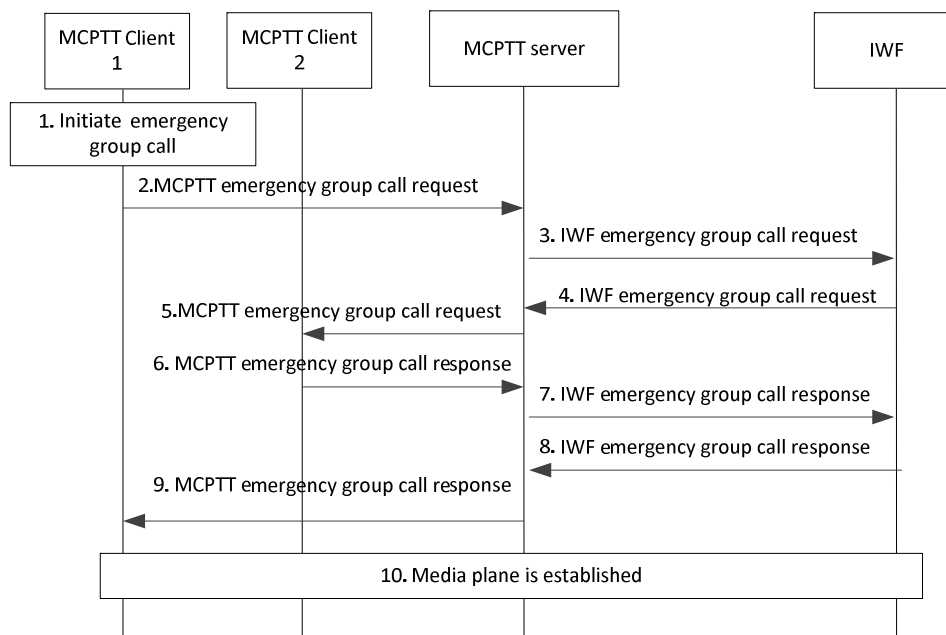 MCPTT Client
1
MCPTT Client
2
MCPTT server
IWF
1. Initiate emergency
group call
2.MCPTT emergency group call request
3. IWF emergency group call request
4. IWF emergency group call request
5.MCPTT emergency group call request
6. MCPTT emergency group call response
7. IWF emergency group call response
8. IWF emergency group call response
9. MCPTT emergency group call response
10. Media plane is established